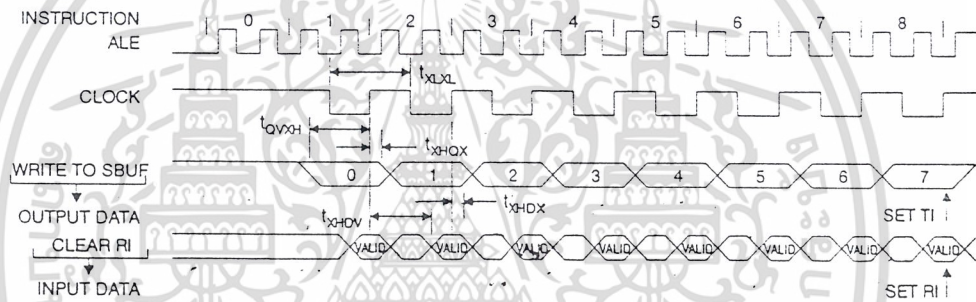 INSTRUCTION 0 1 2 3 4 5 6 7 8
ALE
tXLXL
CLOCK
tQVXH
tXHQX
WRITE TO SBUF 0 1 2 3 4 5 6 7
OUTPUT DATA
tXHDV
tXHDX
SET TI
CLEAR RI VALID VALID VALID VALID VALID VALID VALID VALID
INPUT DATA
SET RI